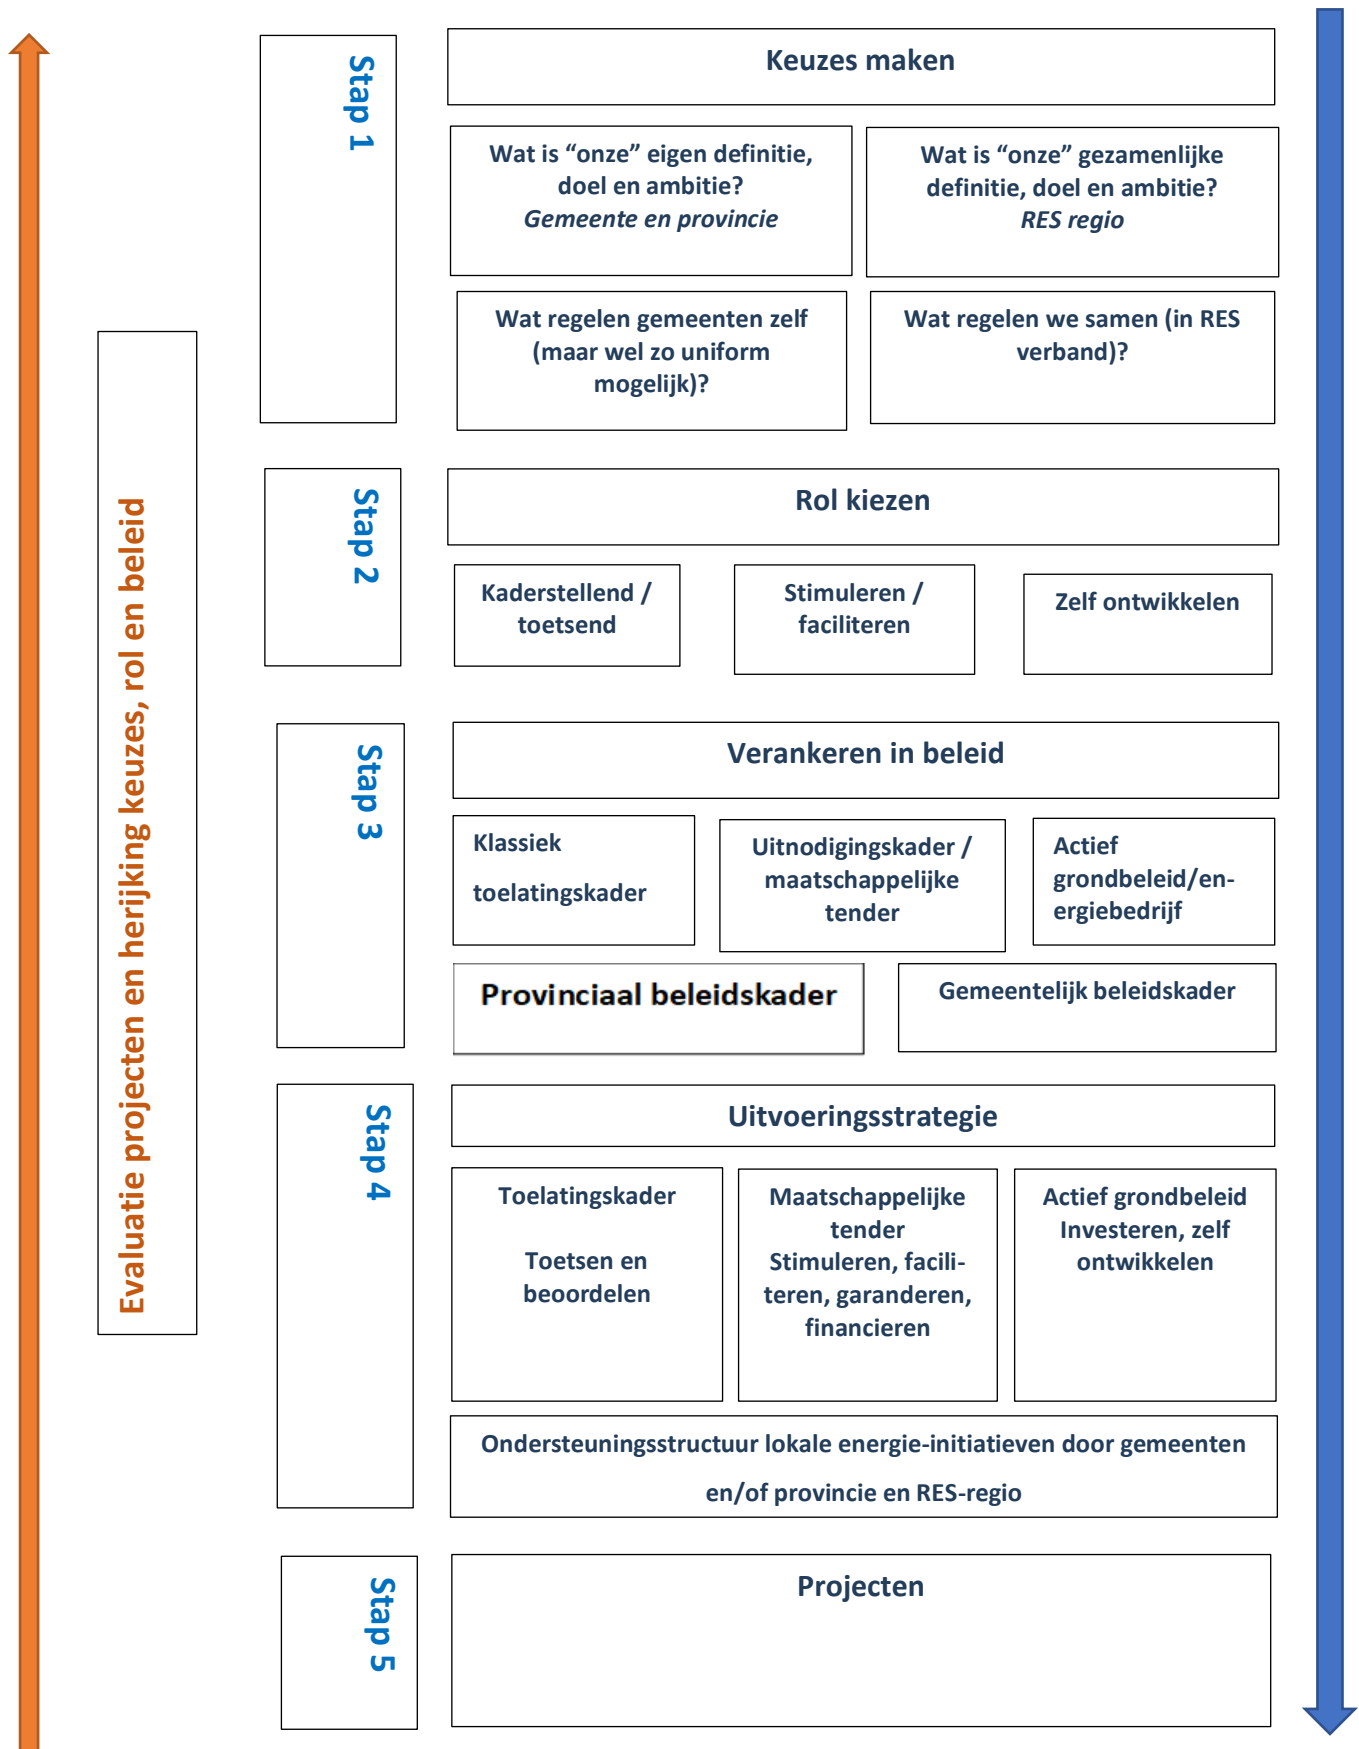 Evaluatie projecten en herijking keuzes, rol en beleid
Stap 1
Keuzes maken
Wat is “onze” eigen definitie,
doel en ambitie?
Gemeente en provincie
Wat is “onze” gezamenlijke
definitie, doel en ambitie?
RES regio
Wat regelen gemeenten zelf
(maar wel zo uniform
mogelijk)?
Wat regelen we samen (in RES
verband)?
Stap 2
Rol kiezen
Kaderstellend /
toetsend
Stimuleren /
faciliteren
Zelf ontwikkelen
Stap 3
Verankeren in beleid
Klassiek
toelatingskader
Uitnodigingskader /
maatschappelijke
tender
Actief
grondbeleid/en-
ergiebedrijf
Provinciaal beleidskader
Gemeentelijk beleidskader
Stap 4
Uitvoeringsstrategie
Toelatingskader
Toetsen en
beoordelen
Maatschappelijke
tender
Stimuleren, facili-
teren, garanderen,
financieren
Actief grondbeleid
Investeren, zelf
ontwikkelen
Ondersteuningsstructuur lokale energie-initiatieven door gemeenten
en/of provincie en RES-regio
Stap 5
Projecten